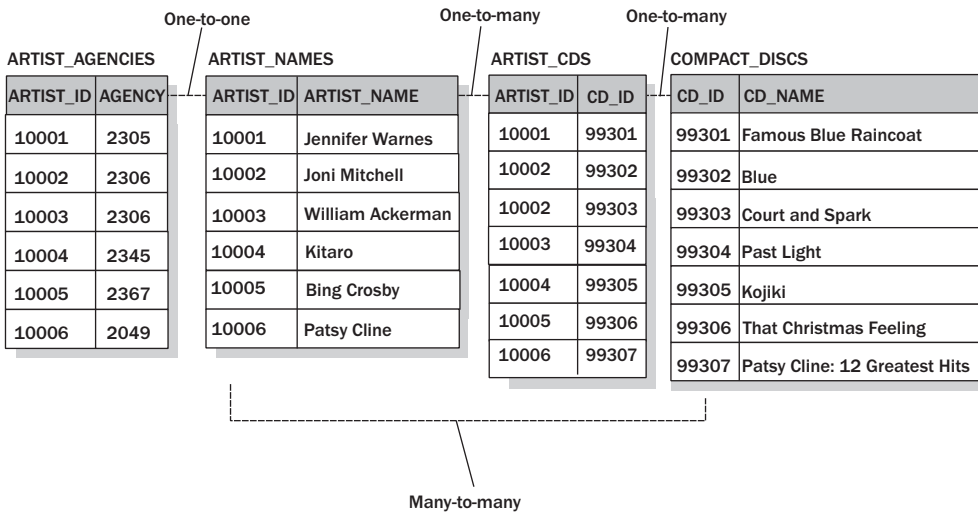 One-to-one
One-to-many
One-to-many
ARTIST_AGENCIES
ARTIST_NAMES
ARTIST_CDS
COMPACT_DISCS
ARTIST_ID AGENCY
10001 2305
10002 2306
10003 2306
10004 2345
10005 2367
10006 2049
ARTIST_ID ARTIST_NAME
10001 Jennifer Warnes
10002 Joni Mitchell
10003 William Ackerman
10004 Kitaro
10005 Bing Crosby
10006 Patsy Cline
ARTIST_ID CD_ID
10001 99301
10002 99302
10002 99303
10003 99304
10004 99305
10005 99306
10006 99307
CD_ID CD_NAME
99301 Famous Blue Raincoat
99302 Blue
99303 Court and Spark
99304 Past Light
99305 Kojiki
99306 That Christmas Feeling
99307 Patsy Cline: 12 Greatest Hits
Many-to-many